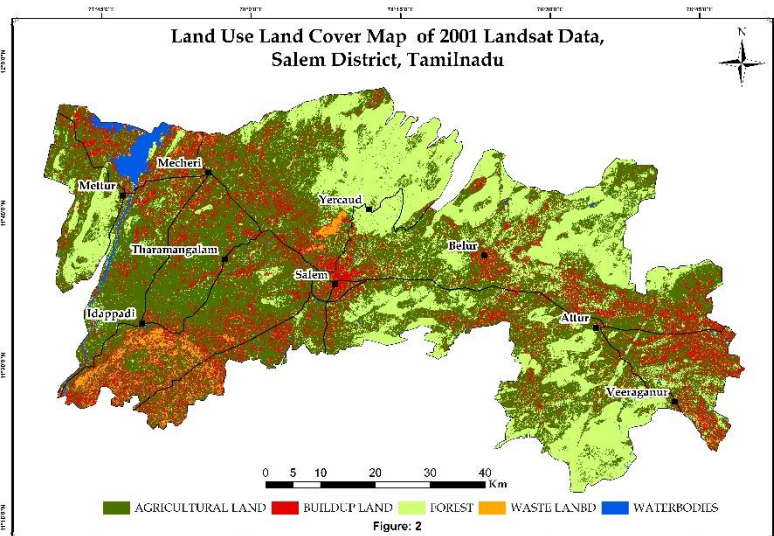 Land Use Land Cover Map of 2001 Landsat Data,
Salem District, Tamilnadu
N
Mecheri
Mettur
Yercaud
Tharamangalam
Belur
Salem
Idappadi
Attur
Veeraganur
0 5 10 20 30 40
Km
AGRICULTURAL LAND BUILDUP LAND FOREST WASTE LANBD WATERBODIES
Figure: 2